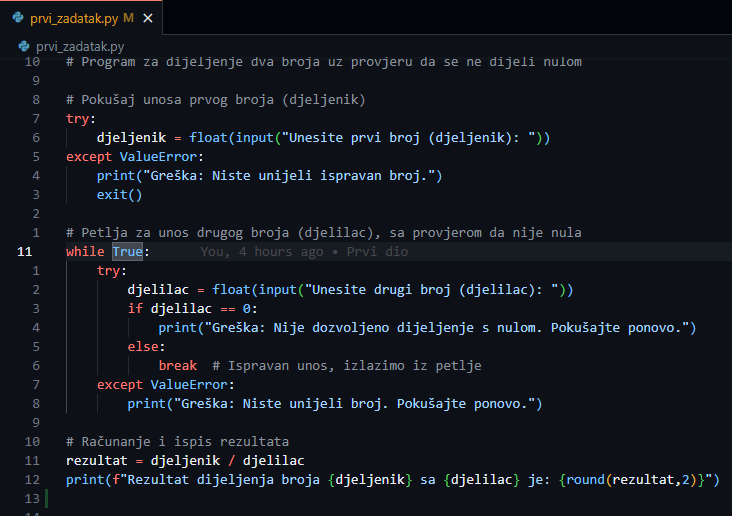 prvi_zadatak.py M ✕
prvi_zadatak.py
10 # Program za dijeljenje dva broja uz provjeru da se ne dijeli nulom
9
8 # Pokušaj unosa prvog broja (djeljenik)
7 try:
6     djeljenik = float(input("Unesite prvi broj (djeljenik): "))
5 except ValueError:
4     print("Greška: Niste unijeli ispravan broj.")
3     exit()
2
1 # Petlja za unos drugog broja (djelilac), sa provjerom da nije nula
11 while True:     You, 4 hours ago • Prvi dio
1     try:
2         djelilac = float(input("Unesite drugi broj (djelilac): "))
3         if djelilac == 0:
4             print("Greška: Nije dozvoljeno dijeljenje s nulom. Pokušajte ponovo.")
5         else:
6             break  # Ispravan unos, izlazimo iz petlje
7     except ValueError:
8         print("Greška: Niste unijeli broj. Pokušajte ponovo.")
9
10 # Računanje i ispis rezultata
11 rezultat = djeljenik / djelilac
12 print(f"Rezultat dijeljenja broja {djeljenik} sa {djelilac} je: {round(rezultat,2)}")
13
14